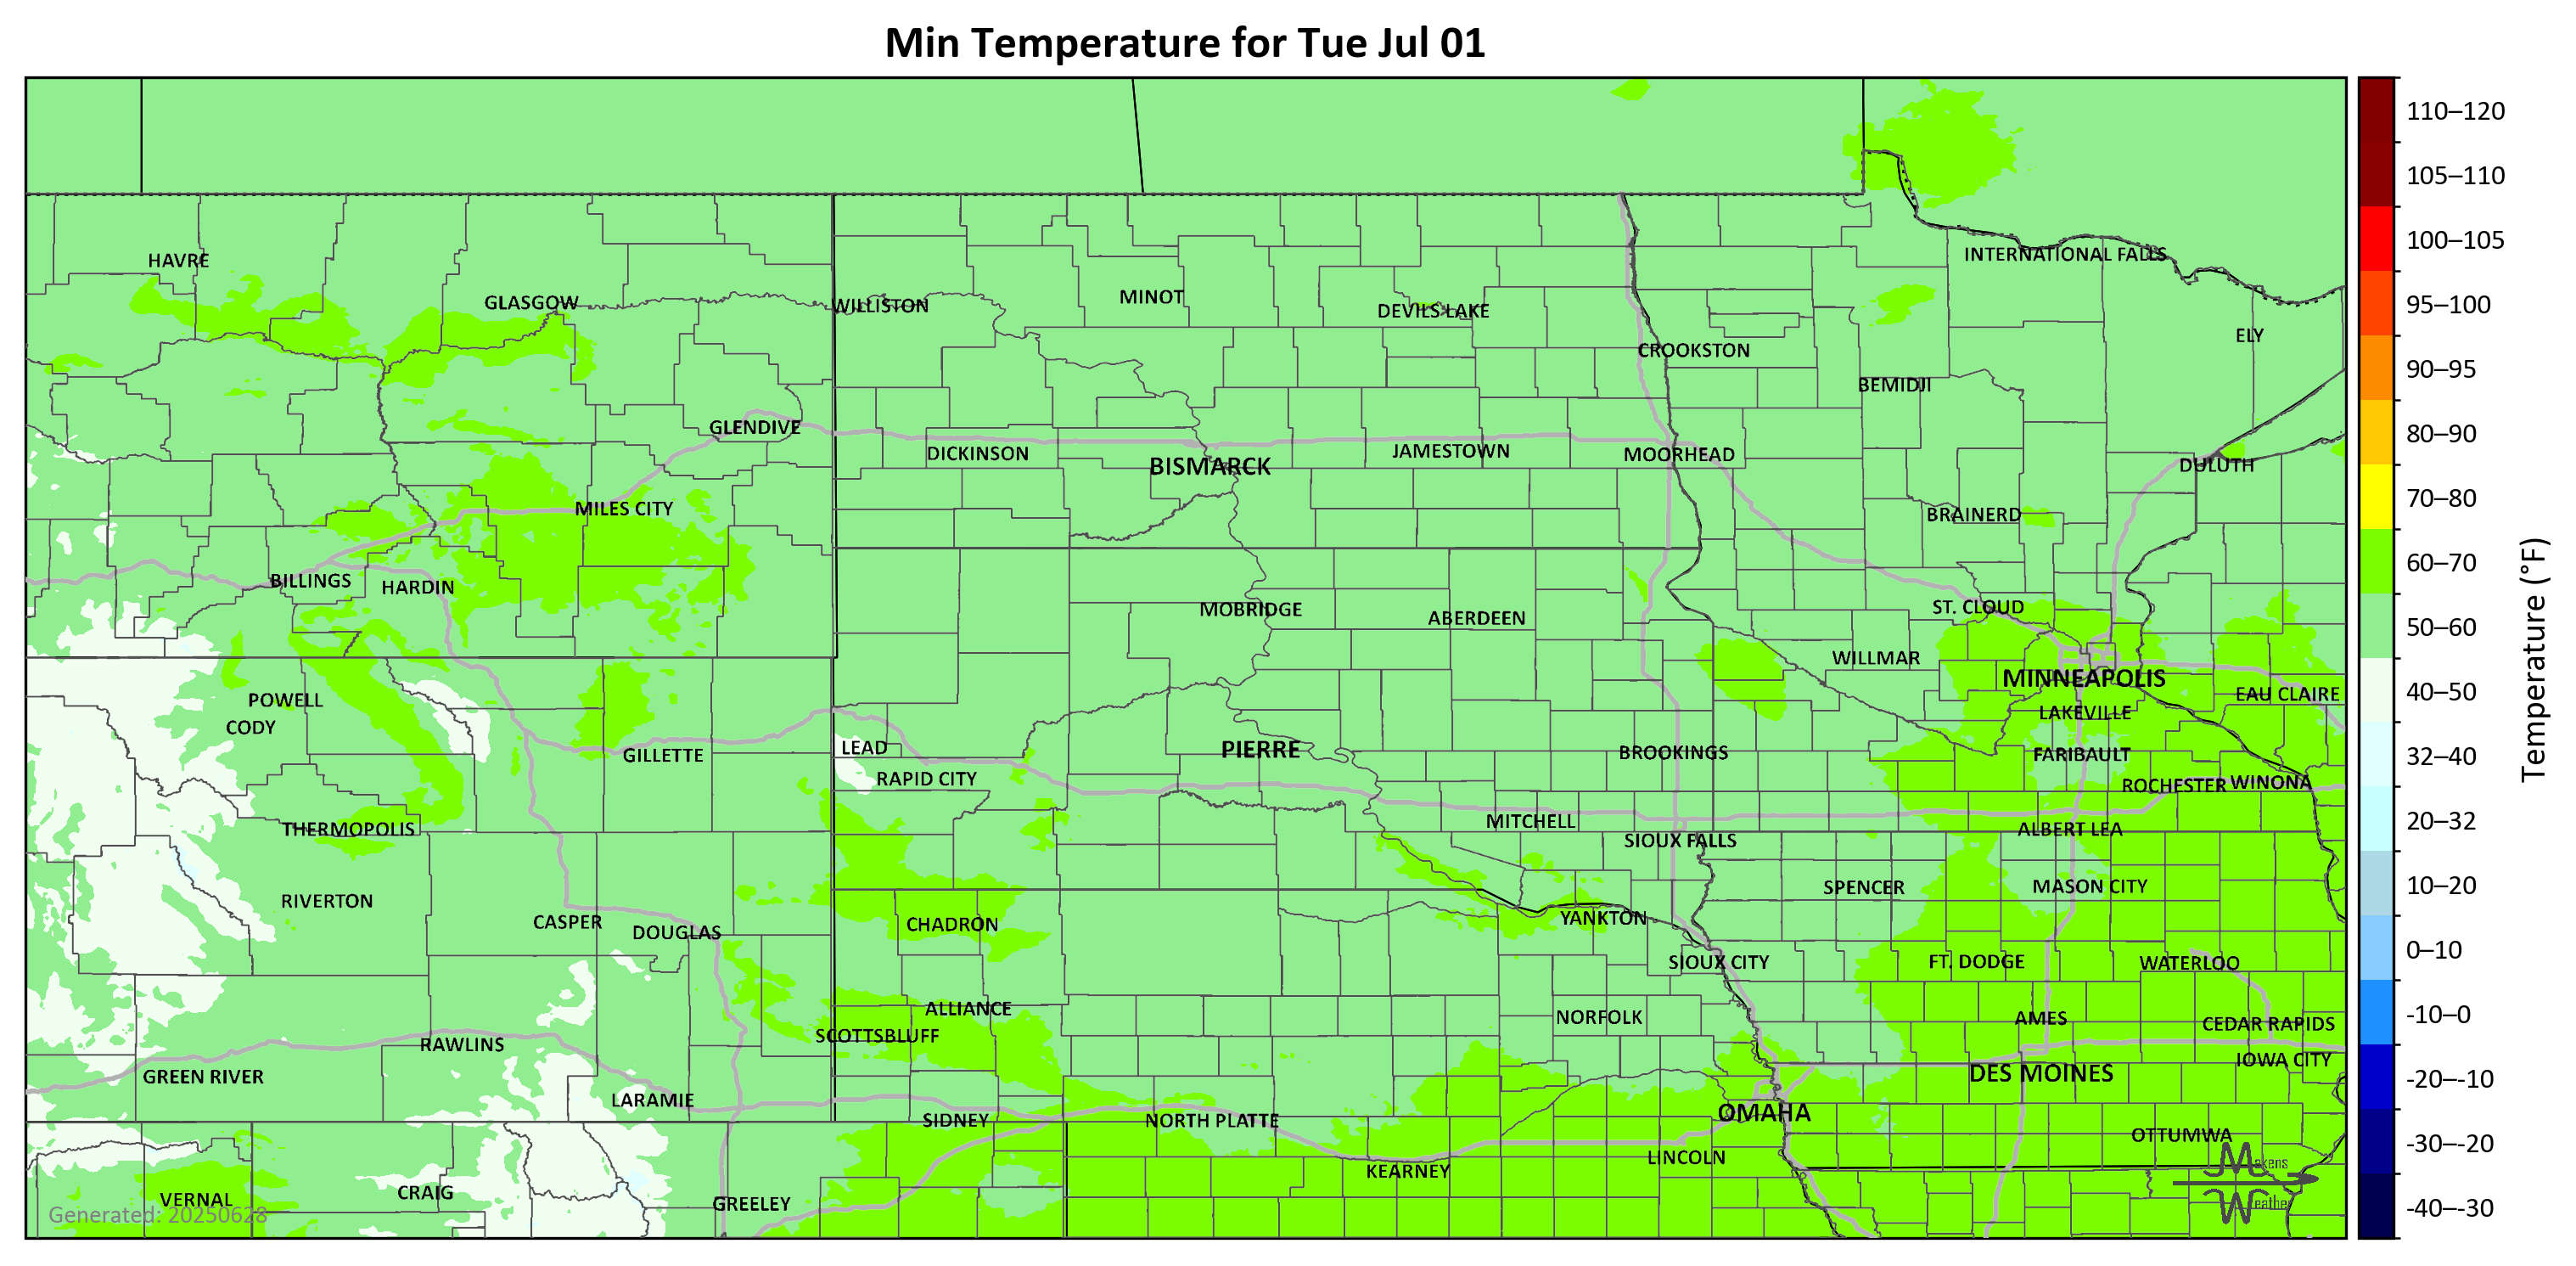 Min Temperature for Tue Jul 01
110–120
105–110
100–105
95–100
90–95
80–90
70–80
60–70
50–60
40–50
32–40
20–32
10–20
0–10
-10–0
-20–-10
-30–-20
-40–-30
Temperature (°F)
HAVRE
GLASGOW
WILLISTON
MINOT
DEVILS LAKE
INTERNATIONAL FALLS
ELY
CROOKSTON
BEMIDJI
GLENDIVE
DICKINSON
BISMARCK
JAMESTOWN
MOORHEAD
DULUTH
MILES CITY
BRAINERD
BILLINGS
HARDIN
MOBRIDGE
ABERDEEN
ST. CLOUD
WILLMAR
MINNEAPOLIS
EAU CLAIRE
POWELL
CODY
LAKEVILLE
GILLETTE
LEAD
PIERRE
BROOKINGS
FARIBAULT
RAPID CITY
ROCHESTER
WINONA
THERMOPOLIS
MITCHELL
SIOUX FALLS
ALBERT LEA
RIVERTON
SPENCER
MASON CITY
CASPER
DOUGLAS
CHADRON
YANKTON
SIOUX CITY
FT. DODGE
WATERLOO
ALLIANCE
NORFOLK
AMES
CEDAR RAPIDS
SCOTTSBLUFF
RAWLINS
IOWA CITY
GREEN RIVER
DES MOINES
LARAMIE
SIDNEY
NORTH PLATTE
OMAHA
OTTUMWA
KEARNEY
LINCOLN
VERNAL
CRAIG
GREELEY
Makens
Weather
Generated: 20250628